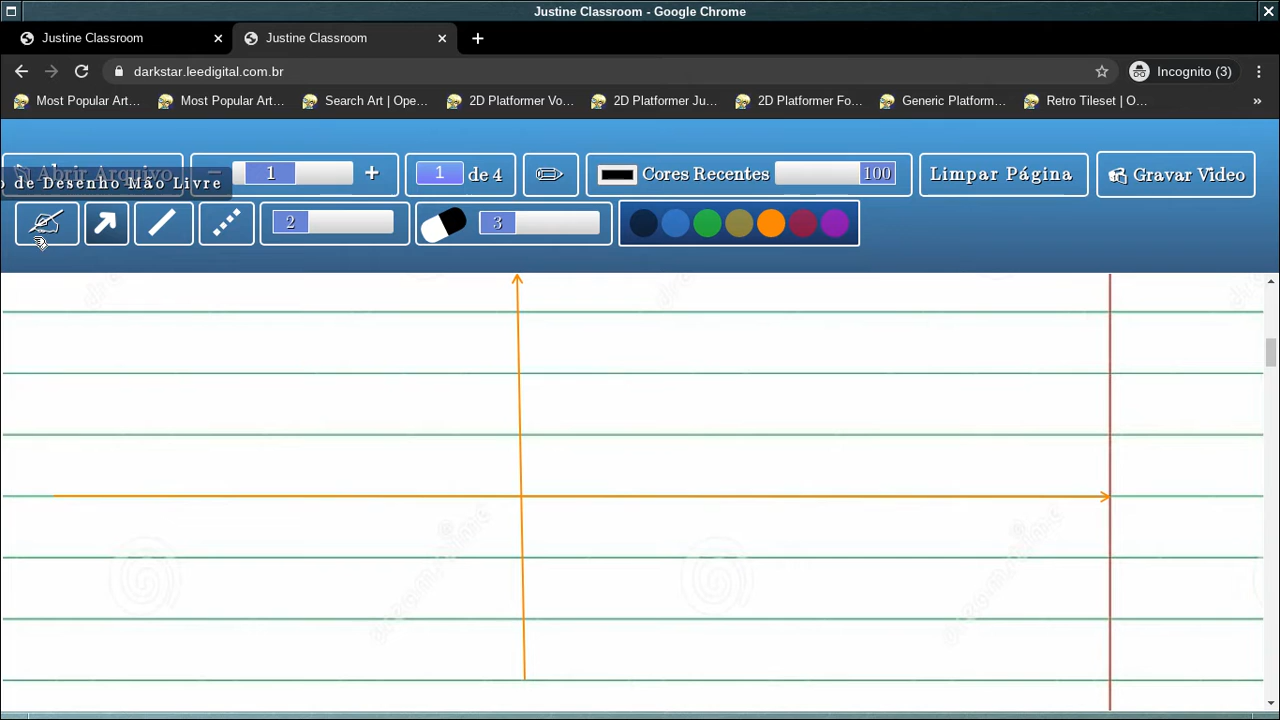 Justine Classroom - Google Chrome
Justine Classroom
Justine Classroom
darkstar.leedigital.com.br
Incognito (3)
Most Popular Art…
Most Popular Art…
Search Art | Ope…
2D Platformer Vo…
2D Platformer Ju…
2D Platformer Fo…
Generic Platform…
Retro Tileset | O…
Abrir Arquivo
1
1 de 4
Cores Recentes
100
Limpar Página
Gravar Video
o de Desenho Mão Livre
2
3